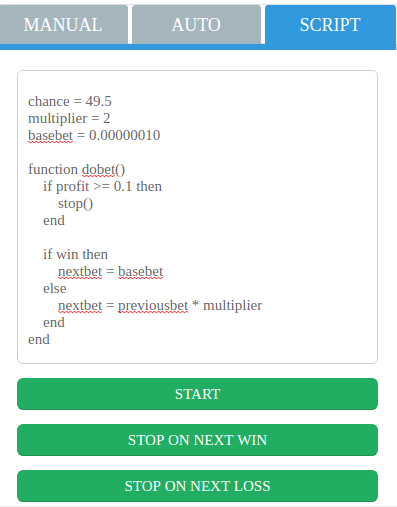 MANUAL AUTO SCRIPT
chance = 49.5
multiplier = 2
basebet = 0.00000010
function dobet()
if profit >= 0.1 then
stop()
end
if win then
nextbet = basebet
else
nextbet = previousbet * multiplier
end
end
START
STOP ON NEXT WIN
STOP ON NEXT LOSS